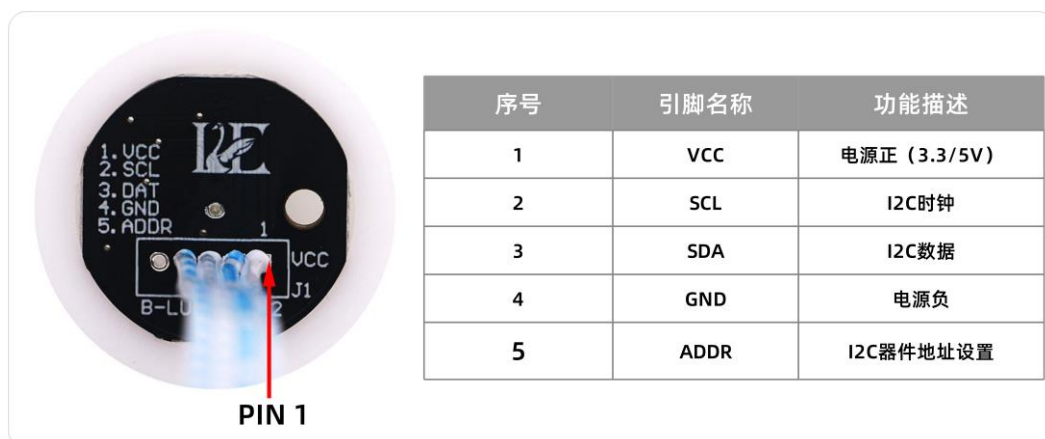 1. VCC
2. SCL
3. DAT
4. GND
5. ADDR
1
VCC
J1
B-LU
2
PIN 1
序号 引脚名称 功能描述
1 VCC 电源正（3.3/5V）
2 SCL I2C时钟
3 SDA I2C数据
4 GND 电源负
5 ADDR I2C器件地址设置